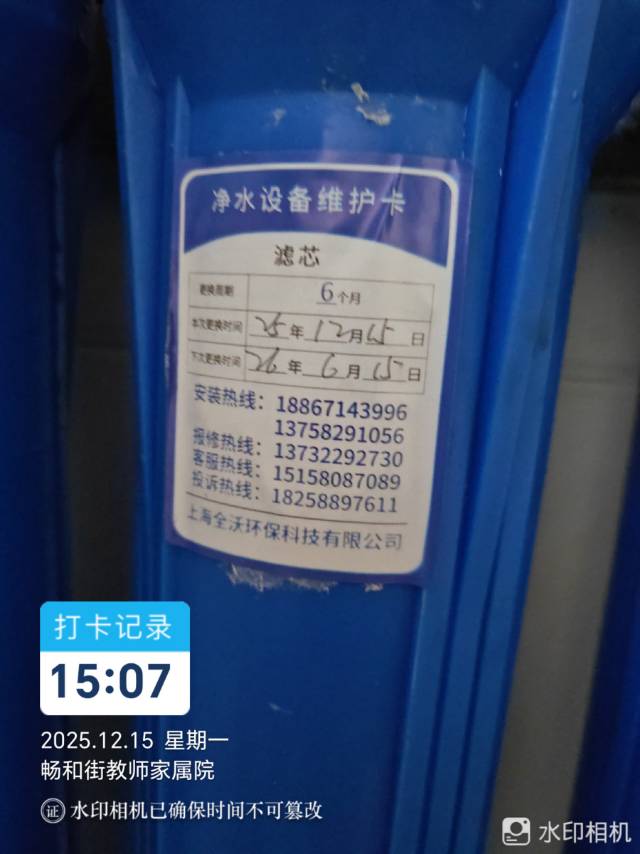 净水设备维护卡
滤芯
更换周期 6个月
本次更换时间 25年12月15日
下次更换时间 26年6月15日
安装热线：18867143996
13758291056
报修热线：13732292730
客服热线：15158087089
投诉热线：18258897611
上海全沃环保科技有限公司
打卡记录
15:07
2025.12.15 星期一
畅和街教师家属院
证 水印相机已确保时间不可篡改
水印相机